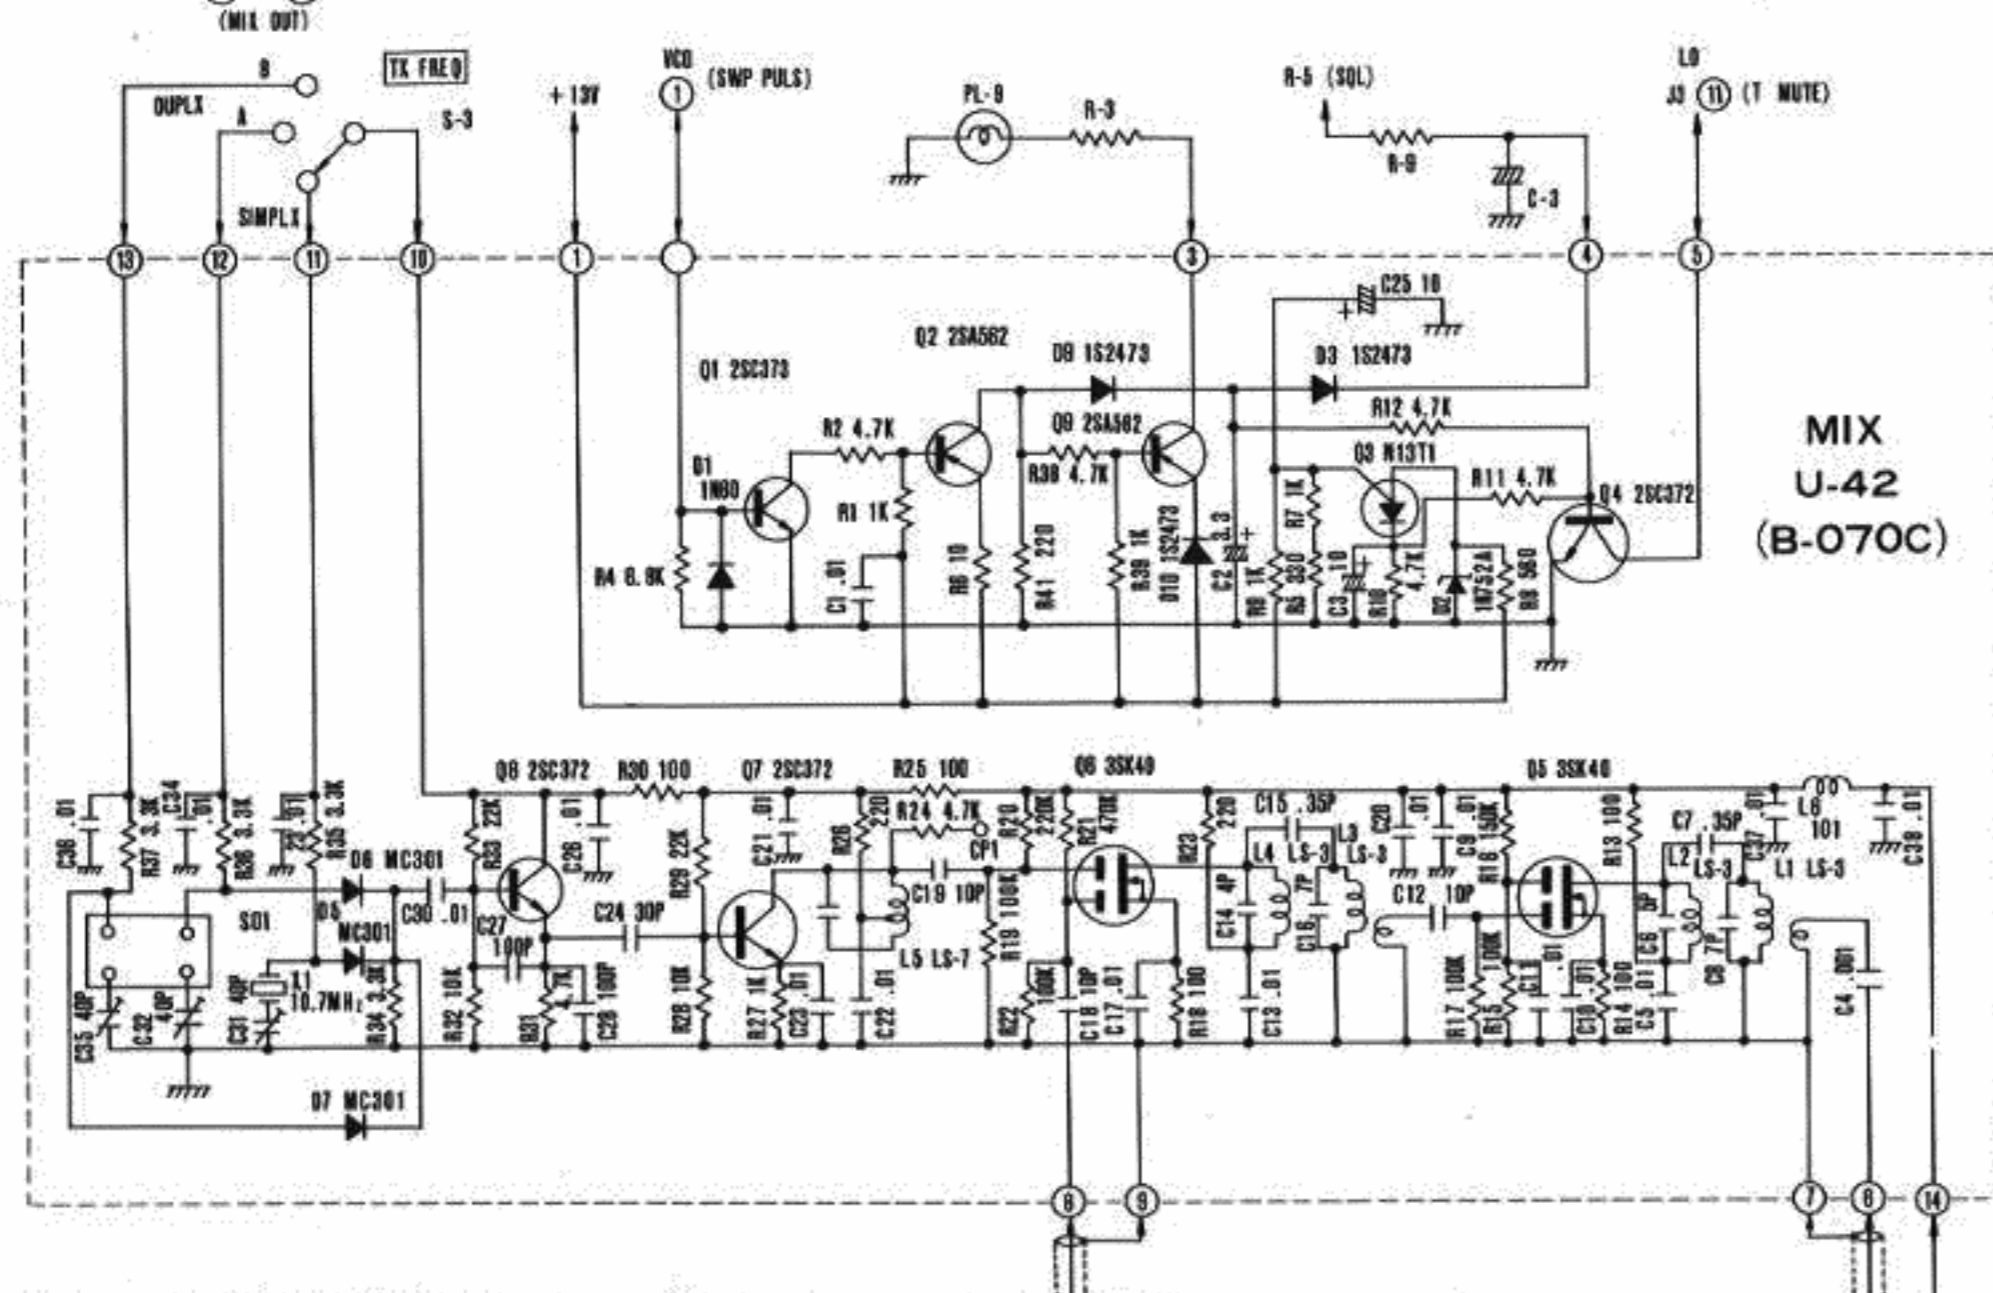 (MIX OUT)
B
TX FREQ
DUPLX
A
S-3
SIMPLX
+13V
VCO
1
(SWP PULS)
PL-9
R-3
R-5 (SQL)
R-9
C-3
LO
J3 11 (T MUTE)
13
12
11
10
1
3
4
5
C25 10
+
Q2 2SA562
Q1 2SC373
D9 1S2473
D3 1S2473
R2 4.7K
Q9 2SA562
R12 4.7K
Q3 N13T1
R38 4.7K
R11 4.7K
Q4 2SC372
1N60
R1 1K
R7 1K
R4 6.8K
C1 .01
R6 10
R41 220
R39 1K
D10 1S2473
C2 3.3
+
R9 1K
R5 330
C3 10
+
R10
4.7K
D2
1N752A
R8 560
MIX
U-42
(B-070C)
Q8 2SC372
R30 100
Q7 2SC372
R25 100
Q6 3SK40
Q5 3SK40
C36 .01
R37 3.3K
C34
.01
R36 3.3K
.01
R35 3.3K
R33 22K
C26 .01
R29 22K
C21 .01
R26
220
R24 4.7K
CP1
R20
220K
R21
470K
R23
220
C15 .35P
C20
.01
C9 .01
R16 150K
R13 100
C7 .35P
C37 .01
L6
101
C38 .01
D6 MC301
D5
MC301
C30 .01
C27
100P
C24 30P
C19 10P
R19 100K
L4
LS-3
L3
LS-3
C14 4P
C16 7P
C12 10P
L2
LS-3
L1 LS-3
SO1
X1
10.7MHz
C35 40P
C32 40P
C31 40P
R34 3.3K
R32 10K
R31
4.7K
C28 100P
R28 10K
R27 1K
C23 .01
C22 .01
L5 LS-7
R22
100K
C18 10P
C17 .01
R18 100
C13 .01
R17 100K
R15
100K
C11
.01
C10 .01
R14 100
C5 .01
C6
C8 7P
C4 .001
D7 MC301
8
9
7
6
14